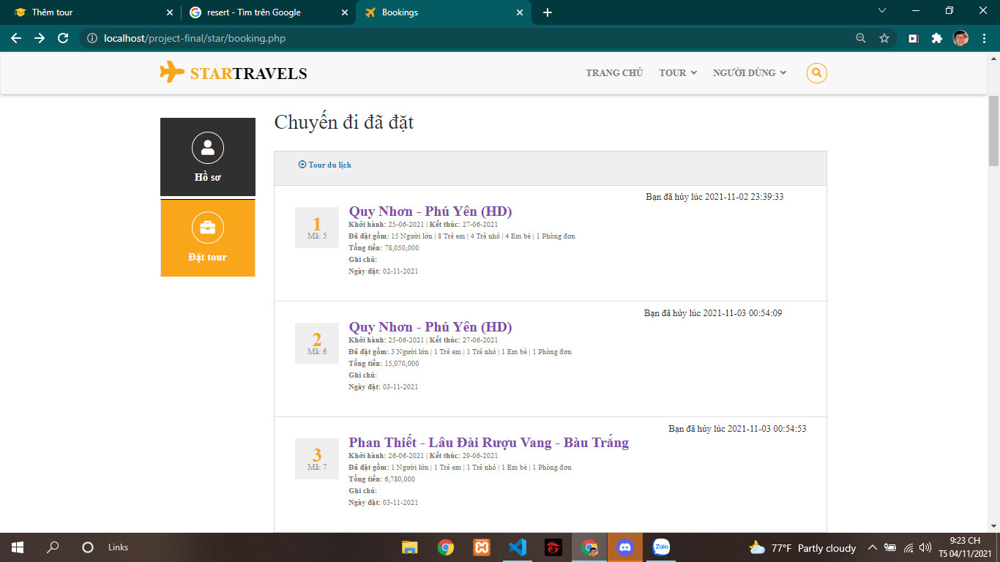 Thêm tour
resert - Tìm trên Google
Bookings
localhost/project-final/star/booking.php
STARTRAVELS
TRANG CHỦ
TOUR
NGƯỜI DÙNG
Hồ sơ
Đặt tour
Chuyến đi đã đặt
Tour du lịch
Bạn đã hủy lúc 2021-11-02 23:39:33
1
Mã: 5
Quy Nhơn - Phú Yên (HD)
Khởi hành: 25-06-2021 | Kết thúc: 27-06-2021
Đã đặt gồm: 15 Người lớn | 8 Trẻ em | 4 Trẻ nhỏ | 4 Em bé | 1 Phòng đơn
Tổng tiền: 78,050,000
Ghi chú:
Ngày đặt: 02-11-2021
Bạn đã hủy lúc 2021-11-03 00:54:09
2
Mã: 6
Quy Nhơn - Phú Yên (HD)
Khởi hành: 25-06-2021 | Kết thúc: 27-06-2021
Đã đặt gồm: 3 Người lớn | 1 Trẻ em | 1 Trẻ nhỏ | 1 Em bé | 1 Phòng đơn
Tổng tiền: 15,070,000
Ghi chú:
Ngày đặt: 03-11-2021
Bạn đã hủy lúc 2021-11-03 00:54:53
3
Mã: 7
Phan Thiết - Lâu Đài Rượu Vang - Bàu Trắng
Khởi hành: 26-06-2021 | Kết thúc: 29-06-2021
Đã đặt gồm: 1 Người lớn | 1 Trẻ em | 1 Trẻ nhỏ | 1 Em bé | 1 Phòng đơn
Tổng tiền: 6,780,000
Ghi chú:
Ngày đặt: 03-11-2021
Links
Zalo
77°F Partly cloudy
9:23 CH
T5 04/11/2021